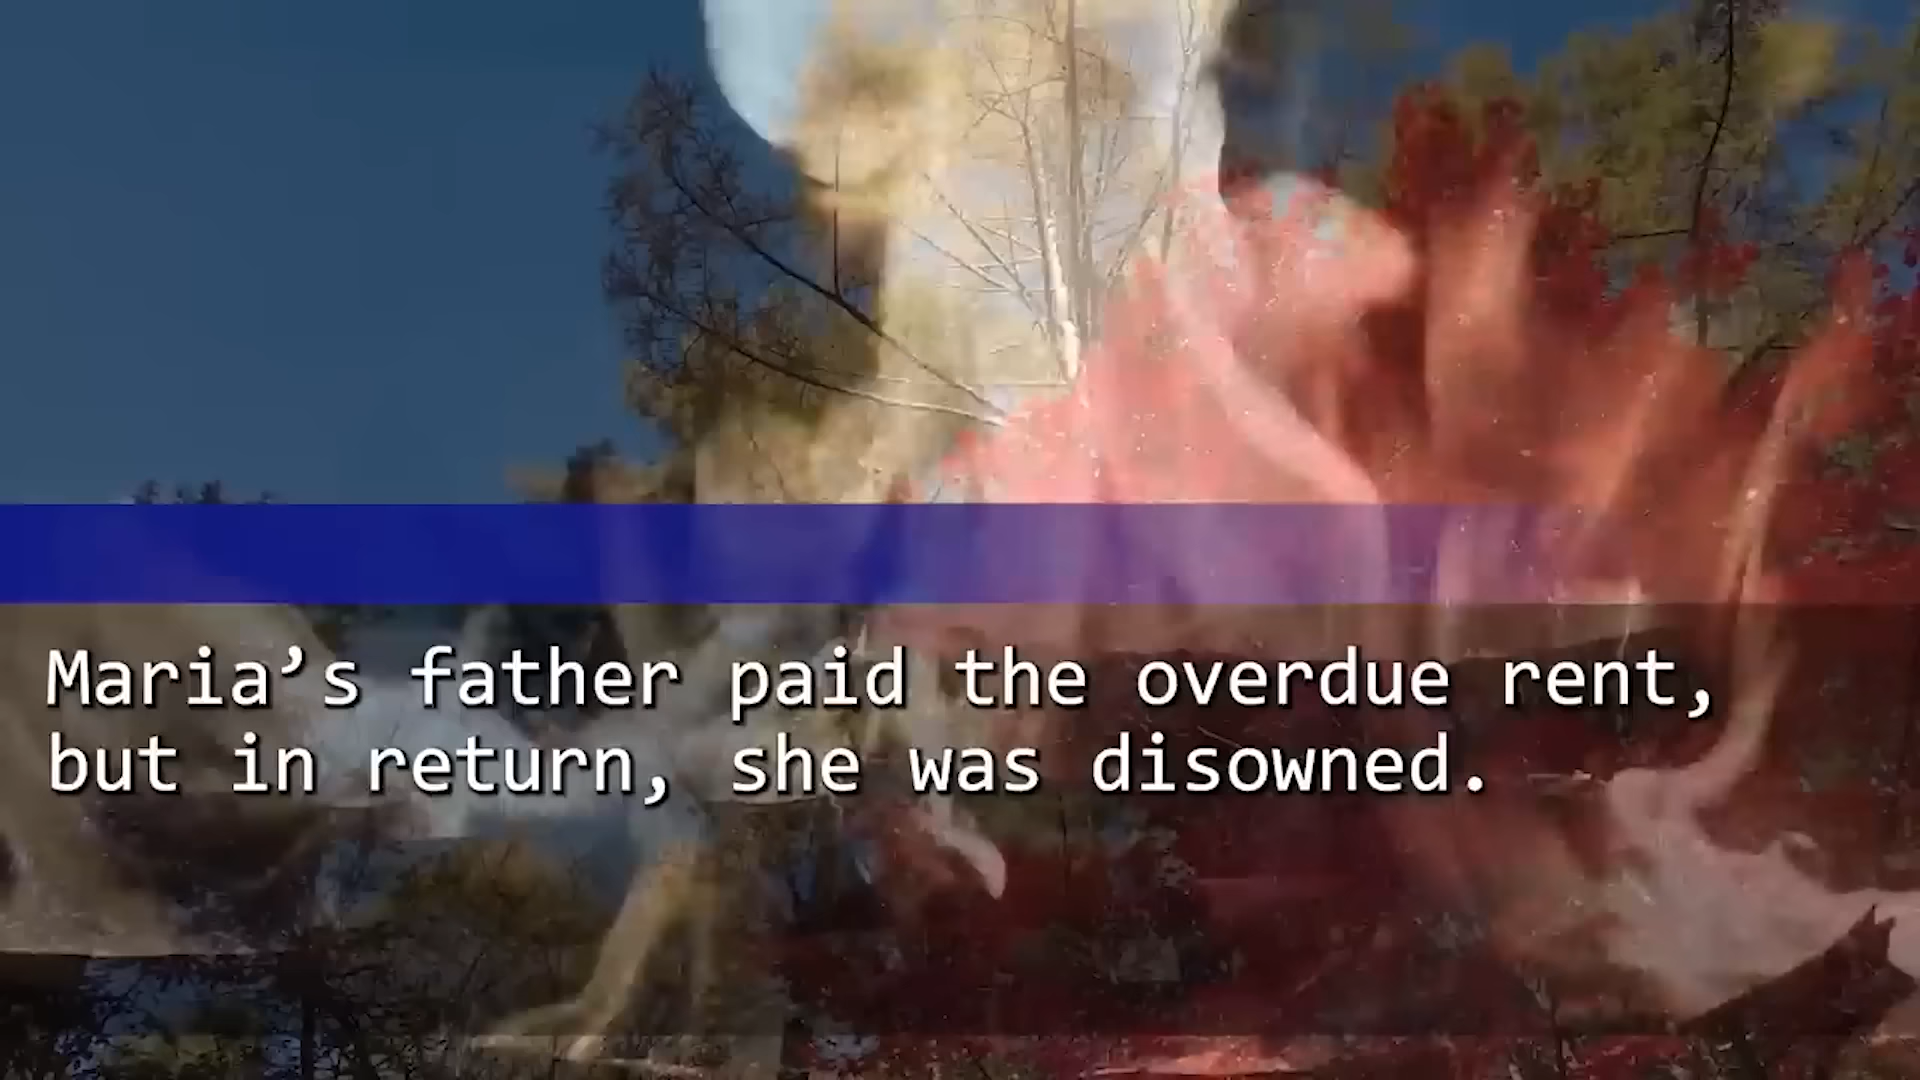 Maria’s father paid the overdue rent,
but in return, she was disowned.